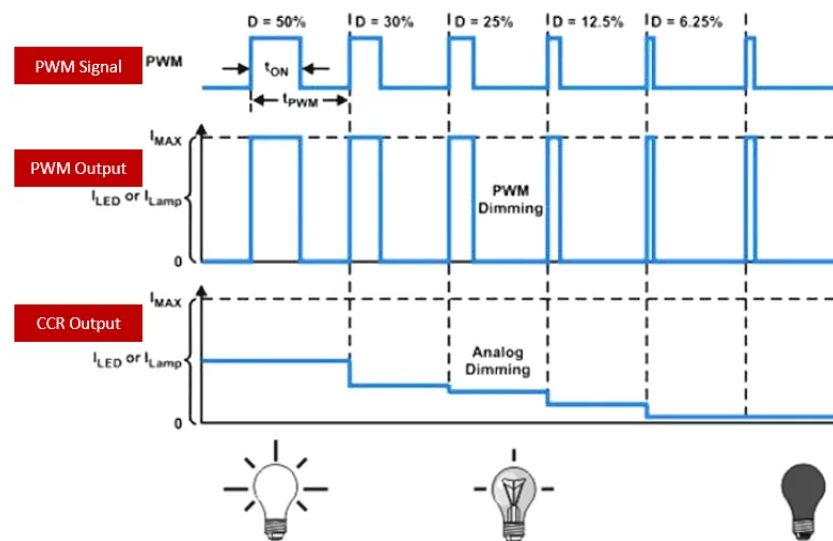 D = 50%
D = 30%
D = 25%
D = 12.5%
D = 6.25%
PWM Signal
PWM
tON
tPWM
IMAX
PWM Output
ILED or ILamp
PWM
Dimming
0
IMAX
CCR Output
ILED or ILamp
Analog
Dimming
0